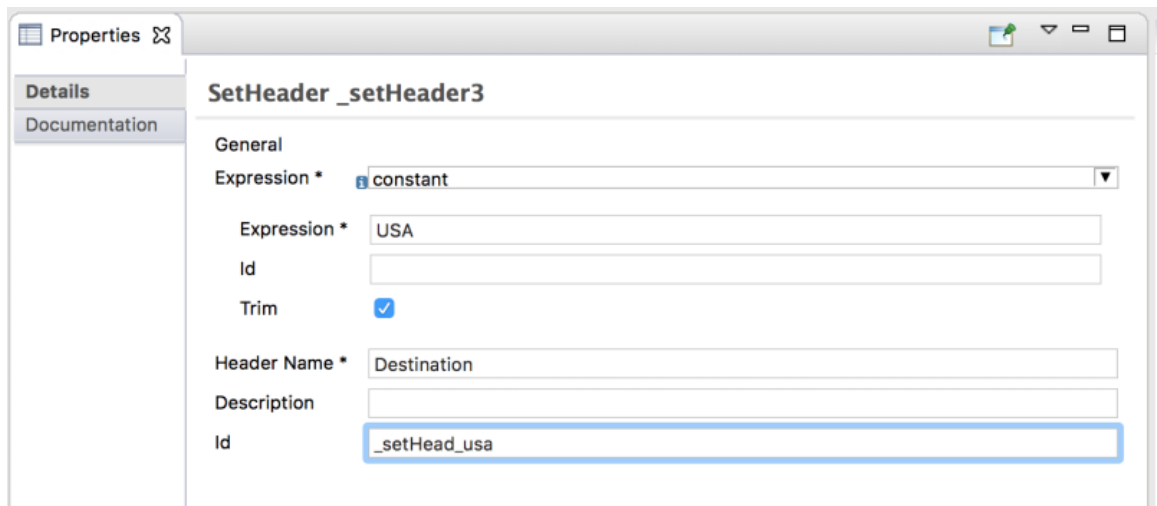 Properties
Details
Documentation
SetHeader _setHeader3
General
Expression * constant
Expression * USA
Id
Trim
Header Name * Destination
Description
Id _setHead_usa